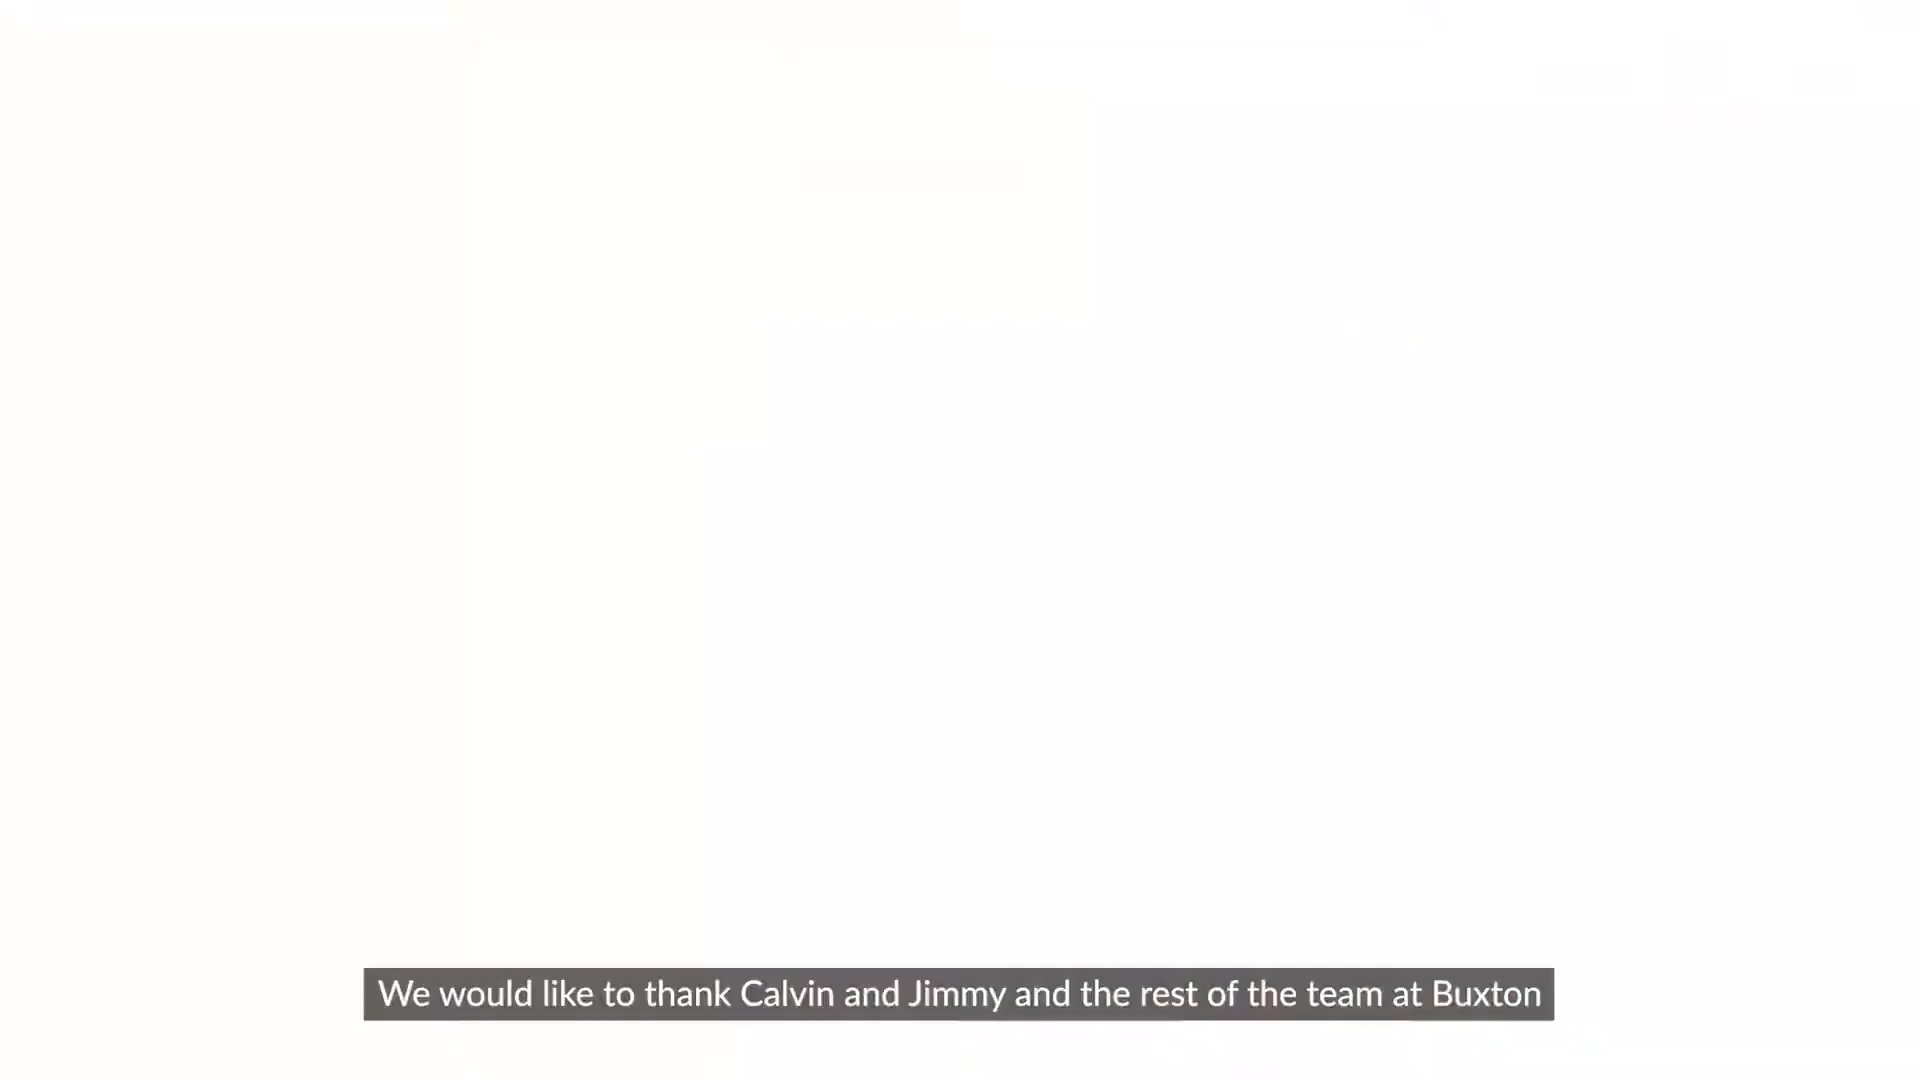 We would like to thank Calvin and Jimmy and the rest of the team at Buxton